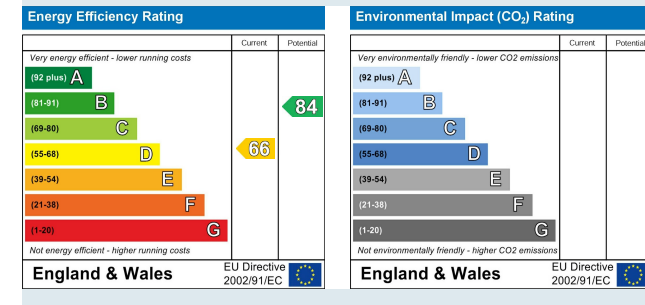 Energy Efficiency Rating
Current Potential
Very energy efficient - lower running costs
(92 plus) A
(81-91) B
84
(69-80) C
(55-68) D
66
(39-54) E
(21-38) F
(1-20) G
Not energy efficient - higher running costs
England & Wales
EU Directive
2002/91/EC
Environmental Impact (CO2) Rating
Current Potential
Very environmentally friendly - lower CO2 emissions
(92 plus) A
(81-91) B
(69-80) C
(55-68) D
(39-54) E
(21-38) F
(1-20) G
Not environmentally friendly - higher CO2 emissions
England & Wales
EU Directive
2002/91/EC